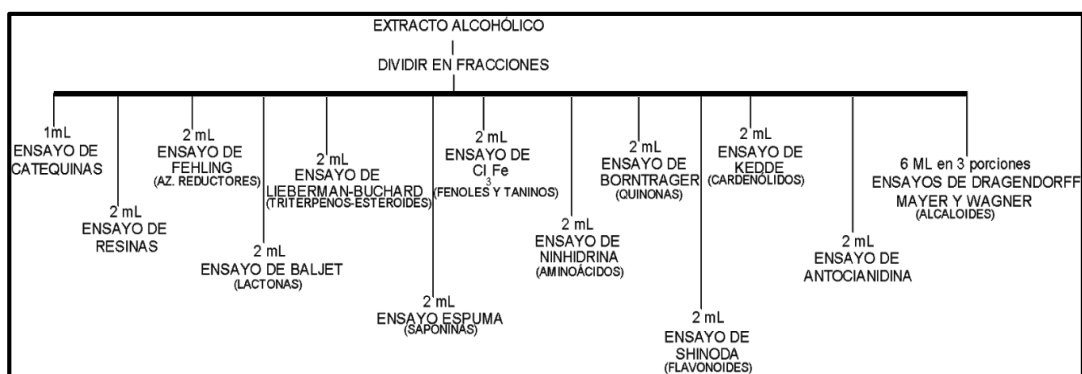 EXTRACTO ALCOHÓLICO
DIVIDIR EN FRACCIONES
1mL
ENSAYO DE
CATEQUINAS
2 mL
ENSAYO DE
RESINAS
2 mL
ENSAYO DE
FEHLING
(AZ. REDUCTORES)
2 mL
ENSAYO DE BALJET
(LACTONAS)
2 mL
ENSAYO DE
LIEBERMAN-BUCHARD
(TRITERPENOS-ESTEROIDES)
2 mL
ENSAYO ESPUMA
(SAPONINAS)
2 mL
ENSAYO DE
Cl Fe
3
(FENOLES Y TANINOS)
2 mL
ENSAYO DE
NINHIDRINA
(AMINOÁCIDOS)
2 mL
ENSAYO DE
BORNTRAGER
(QUINONAS)
2 mL
ENSAYO DE
SHINODA
(FLAVONOIDES)
2 mL
ENSAYO DE
KEDDE
(CARDENÓLIDOS)
2 mL
ENSAYO DE
ANTOCIANIDINA
6 ML en 3 porciones
ENSAYOS DE DRAGENDORFF
MAYER Y WAGNER
(ALCALOIDES)